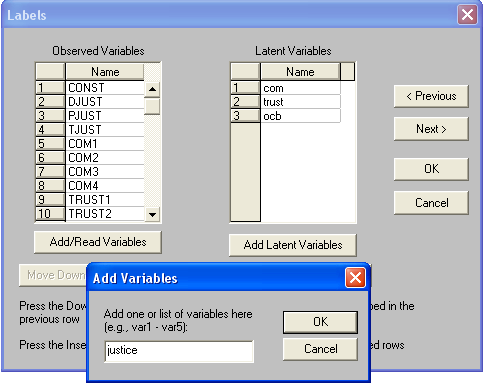 Labels
Observed Variables
Latent Variables
Name
1 CONST
2 DJUST
3 PJUST
4 TJUST
5 COM1
6 COM2
7 COM3
8 COM4
9 TRUST1
10 TRUST2
Name
1 com
2 trust
3 ocb
< Previous
Next >
OK
Cancel
Add/Read Variables
Add Latent Variables
Move Down
Press the Dow
ed in the
previous row
Press the Inse
ed rows
Add Variables
Add one or list of variables here
(e.g., var1 - var5):
justice
OK
Cancel